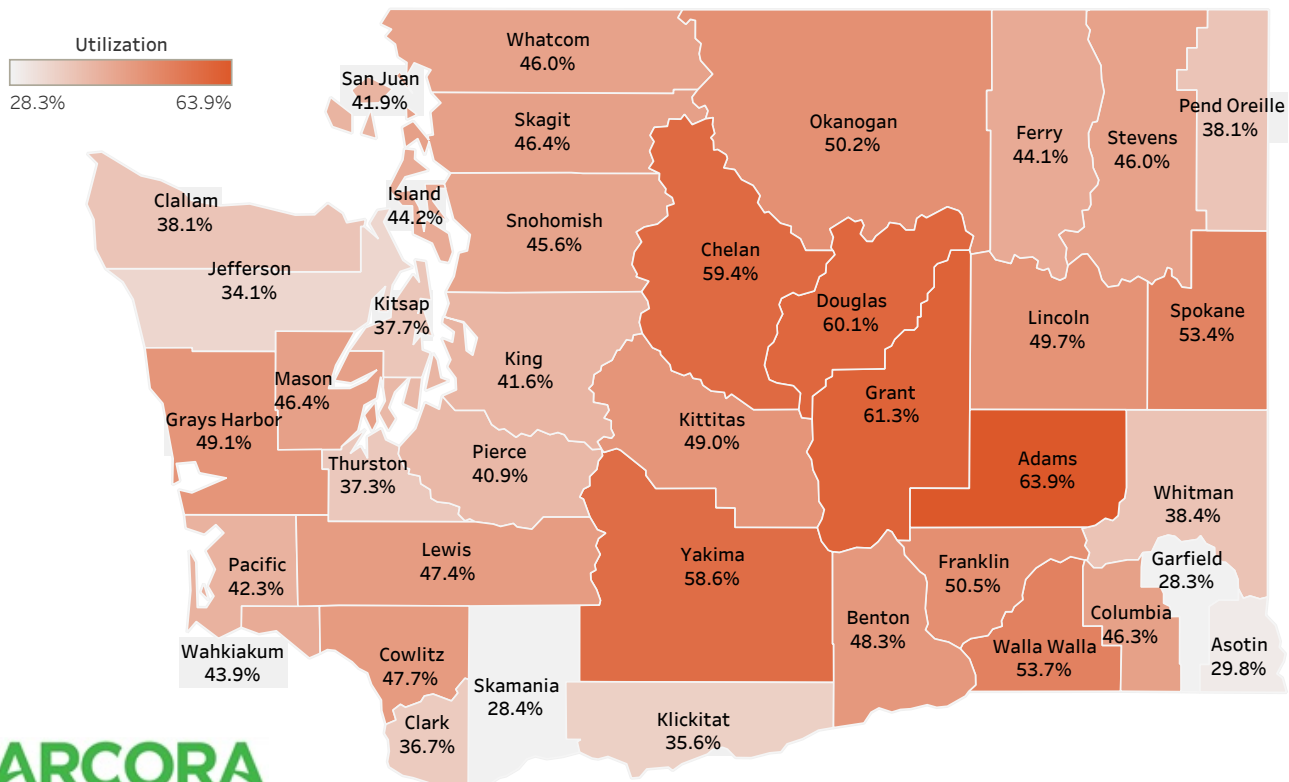 Utilization
28.3%
63.9%
Whatcom
46.0%
San Juan
41.9%
Skagit
46.4%
Okanogan
50.2%
Ferry
44.1%
Stevens
46.0%
Pend Oreille
38.1%
Clallam
38.1%
Island
44.2%
Snohomish
45.6%
Chelan
59.4%
Jefferson
34.1%
Kitsap
37.7%
Douglas
60.1%
Lincoln
49.7%
Spokane
53.4%
King
41.6%
Mason
46.4%
Grant
61.3%
Grays Harbor
49.1%
Kittitas
49.0%
Pierce
40.9%
Thurston
37.3%
Adams
63.9%
Whitman
38.4%
Lewis
47.4%
Yakima
58.6%
Pacific
42.3%
Franklin
50.5%
Garfield
28.3%
Benton
48.3%
Columbia
46.3%
Wahkiakum
43.9%
Cowlitz
47.7%
Walla Walla
53.7%
Asotin
29.8%
Skamania
28.4%
Clark
36.7%
Klickitat
35.6%
ARCORA